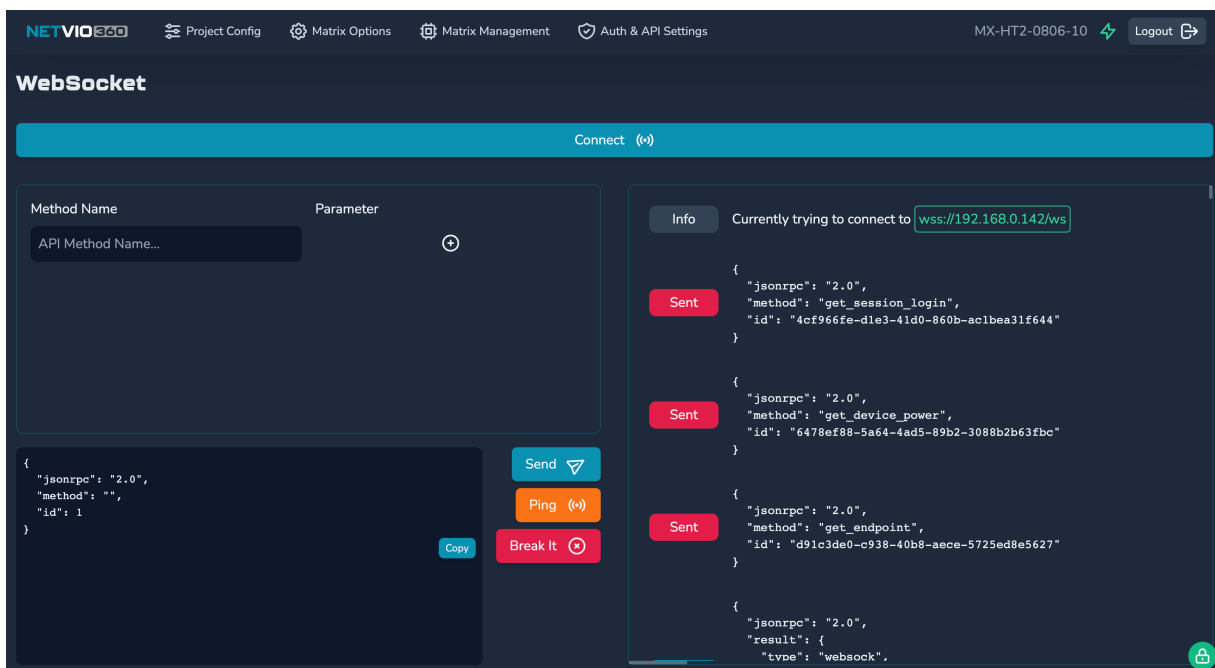 NETVIO360 Project Config Matrix Options Matrix Management Auth & API Settings MX-HT2-0806-10 Logout
WebSocket
Connect
Method Name Parameter
API Method Name...
{
"jsonrpc": "2.0",
"method": "",
"id": 1
}
Copy
Send
Ping
Break It
Info Currently trying to connect to wss://192.168.0.142/ws
Sent
{
"jsonrpc": "2.0",
"method": "get_session_login",
"id": "4cf966fe-d1e3-41d0-860b-ac1bea31f644"
}
Sent
{
"jsonrpc": "2.0",
"method": "get_device_power",
"id": "6478ef88-5a64-4ad5-89b2-3088b2b63fbc"
}
Sent
{
"jsonrpc": "2.0",
"method": "get_endpoint",
"id": "d91c3de0-c938-40b8-aece-5725ed8e5627"
}
{
"jsonrpc": "2.0",
"result": {
"type": "websock",